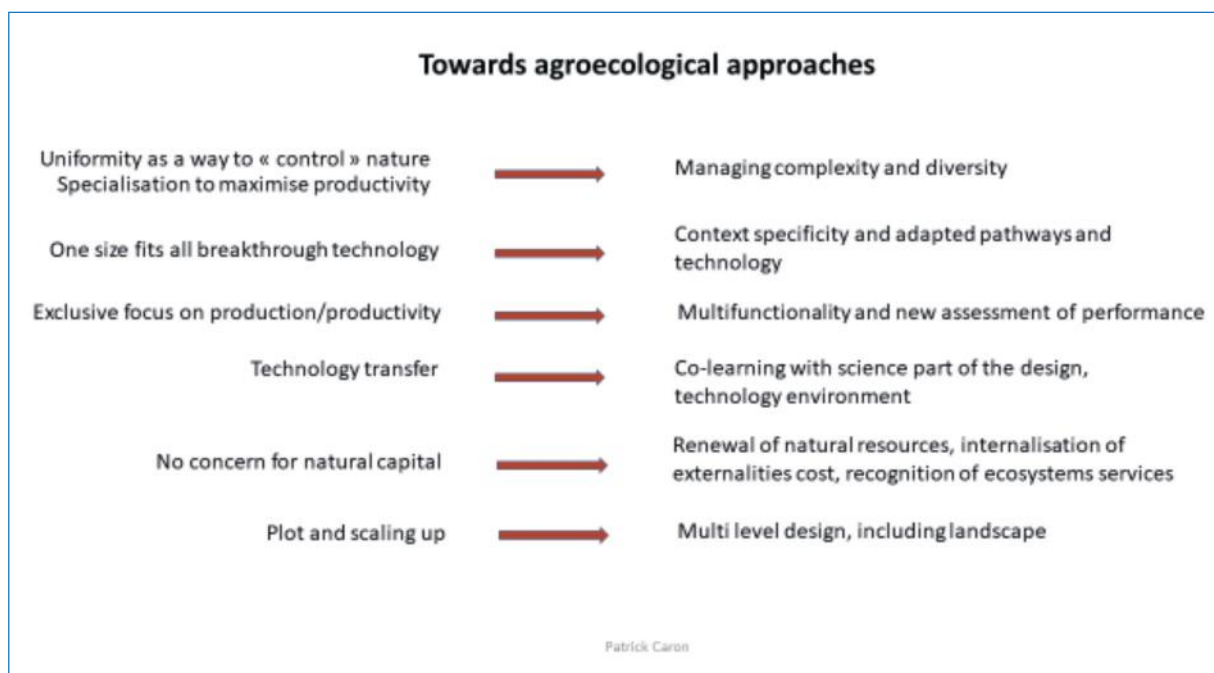 Towards agroecological approaches
Uniformity as a way to « control » nature
Specialisation to maximise productivity
Managing complexity and diversity
One size fits all breakthrough technology
Context specificity and adapted pathways and
technology
Exclusive focus on production/productivity
Multifunctionality and new assessment of performance
Technology transfer
Co-learning with science part of the design,
technology environment
No concern for natural capital
Renewal of natural resources, internalisation of
externalities cost, recognition of ecosystems services
Plot and scaling up
Multi level design, including landscape
Patrick Caron